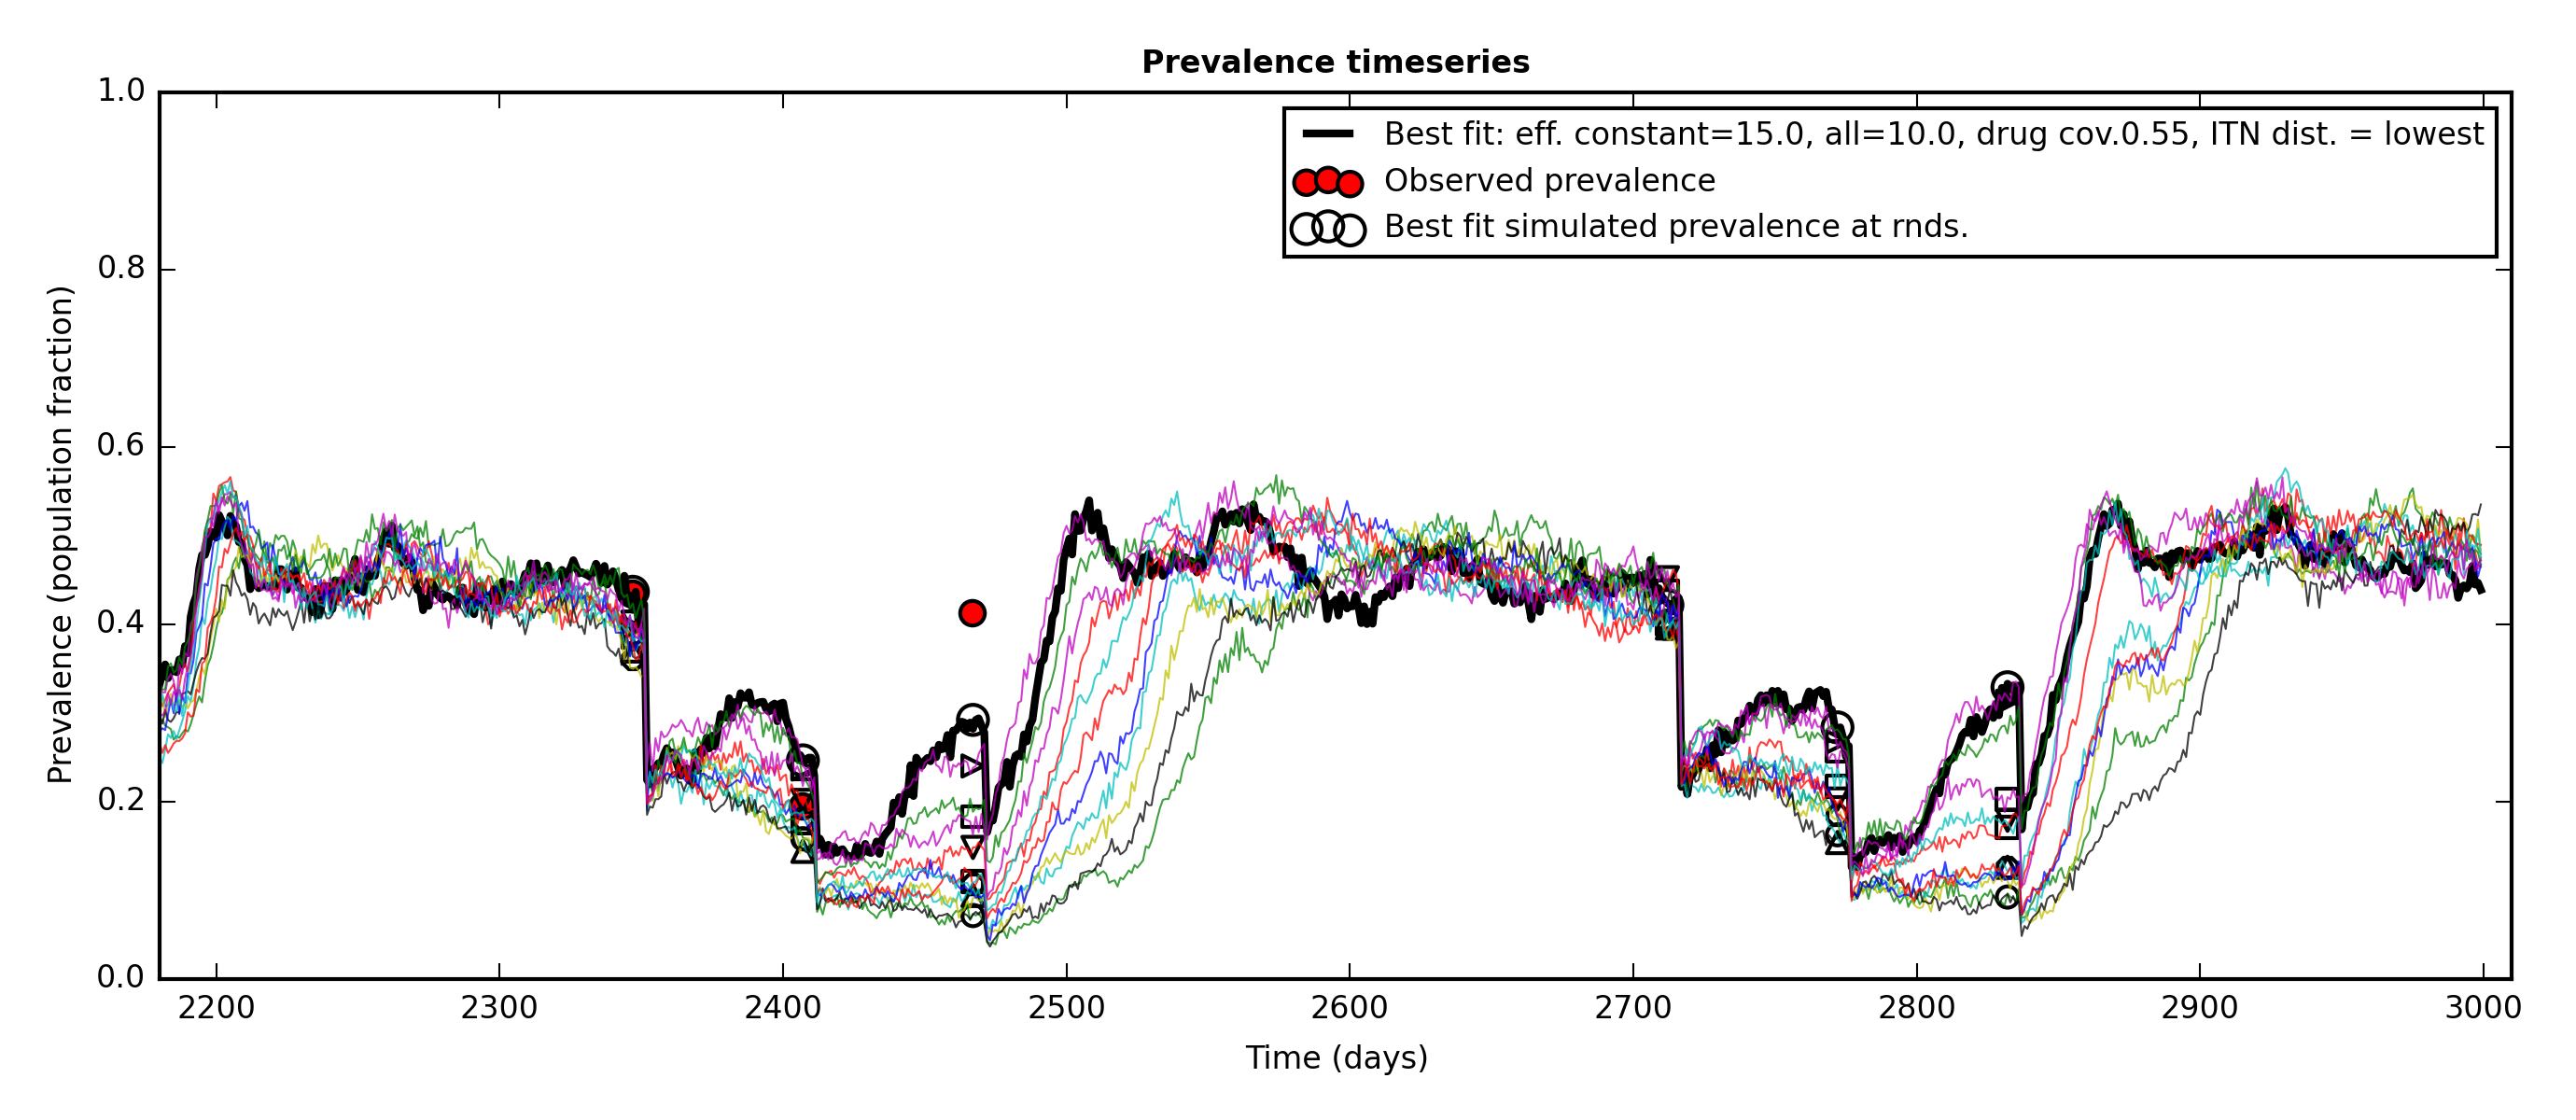 Prevalence timeseries
1.0
0.8
0.6
0.4
0.2
0.0
Prevalence (population fraction)
Best fit: eff. constant=15.0, all=10.0, drug cov.0.55, ITN dist. = lowest
Observed prevalence
Best fit simulated prevalence at rnds.
2200 2300 2400 2500 2600 2700 2800 2900 3000
Time (days)